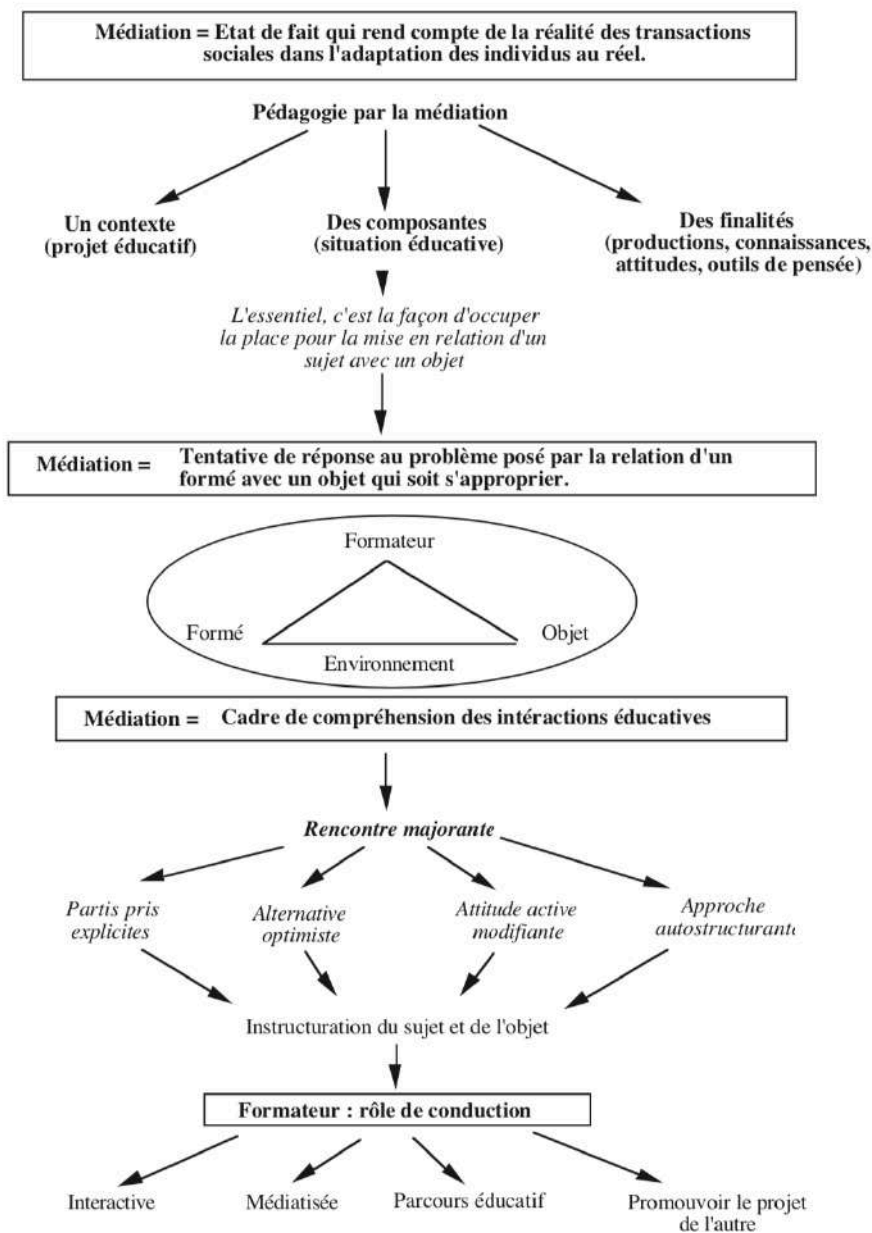 Médiation = Etat de fait qui rend compte de la réalité des transactions
sociales dans l'adaptation des individus au réel.
Pédagogie par la médiation
Un contexte
(projet éducatif)
Des composantes
(situation éducative)
Des finalités
(productions, connaissances,
attitudes, outils de pensée)
L'essentiel, c'est la façon d'occuper
la place pour la mise en relation d'un
sujet avec un objet
Médiation = Tentative de réponse au problème posé par la relation d'un
formé avec un objet qui soit s'approprier.
Formateur
Formé
Objet
Environnement
Médiation = Cadre de compréhension des intéractions éducatives
Rencontre majorante
Partis pris
explicites
Alternative
optimiste
Attitude active
modifiante
Approche
autostructurante
Instructuration du sujet et de l'objet
Formateur : rôle de conduction
Interactive
Médiatisée
Parcours éducatif
Promouvoir le projet
de l'autre